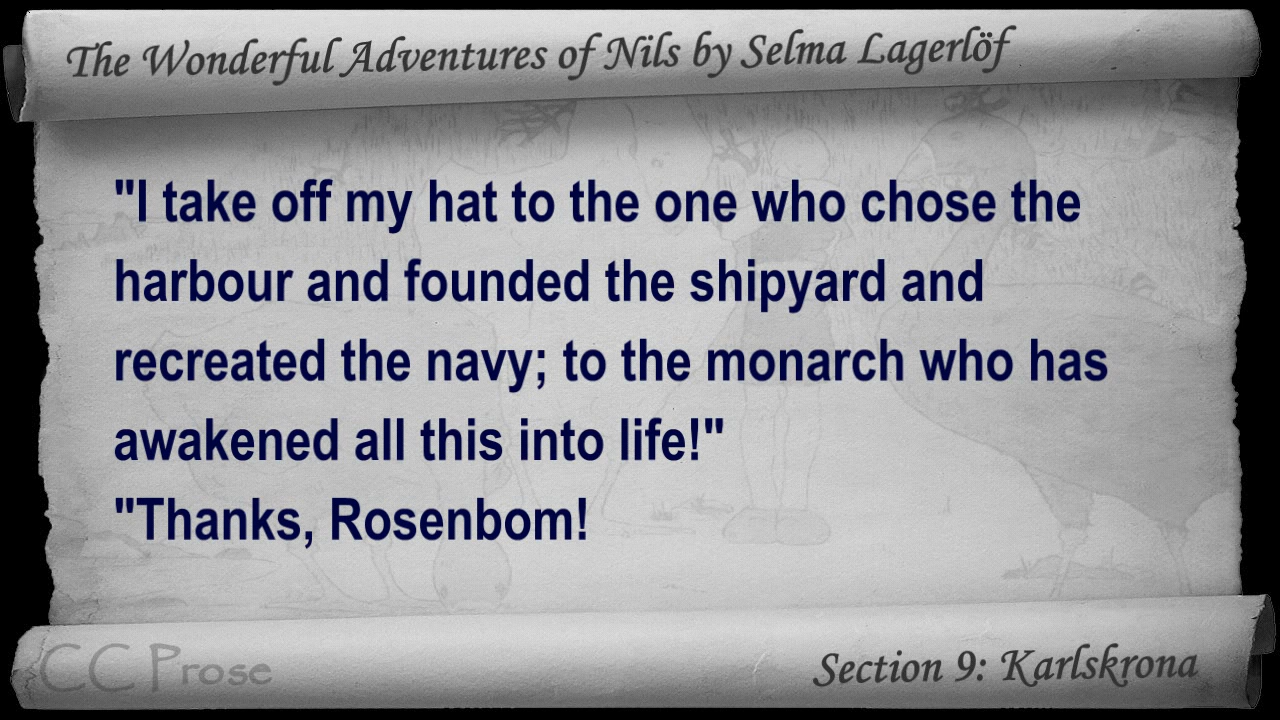 The Wonderful Adventures of Nils by Selma Lagerlöf
"I take off my hat to the one who chose the
harbour and founded the shipyard and
recreated the navy; to the monarch who has
awakened all this into life!"
"Thanks, Rosenbom!
CC Prose
Section 9: Karlskrona